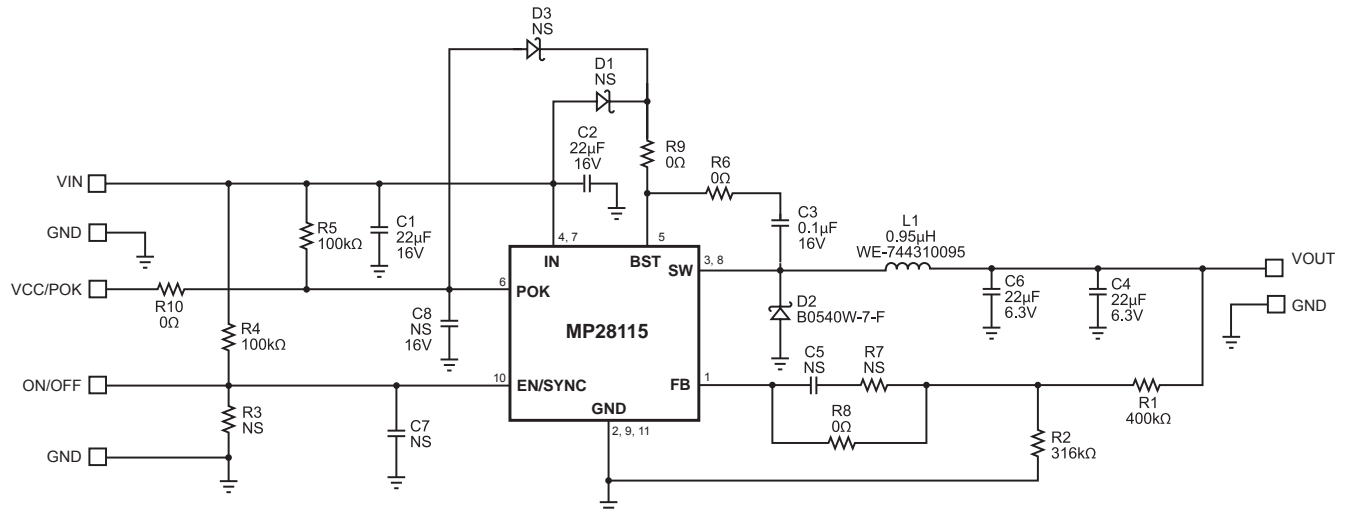 D3
NS
D1
NS
C2
22µF
16V
R9
0Ω
R6
0Ω
VIN
GND
R5
100kΩ
C1
22µF
16V
C3
0.1µF
16V
L1
0.95µH
WE-744310095
4, 7
5
IN
BST
SW
3, 8
VOUT
VCC/POK
R10
0Ω
6
POK
C8
NS
16V
MP28115
D2
B0540W-7-F
C6
22µF
6.3V
C4
22µF
6.3V
GND
R4
100kΩ
ON/OFF
10
EN/SYNC
FB
1
C5
NS
R7
NS
R3
NS
C7
NS
GND
2, 9, 11
R8
0Ω
R1
400kΩ
R2
316kΩ
GND